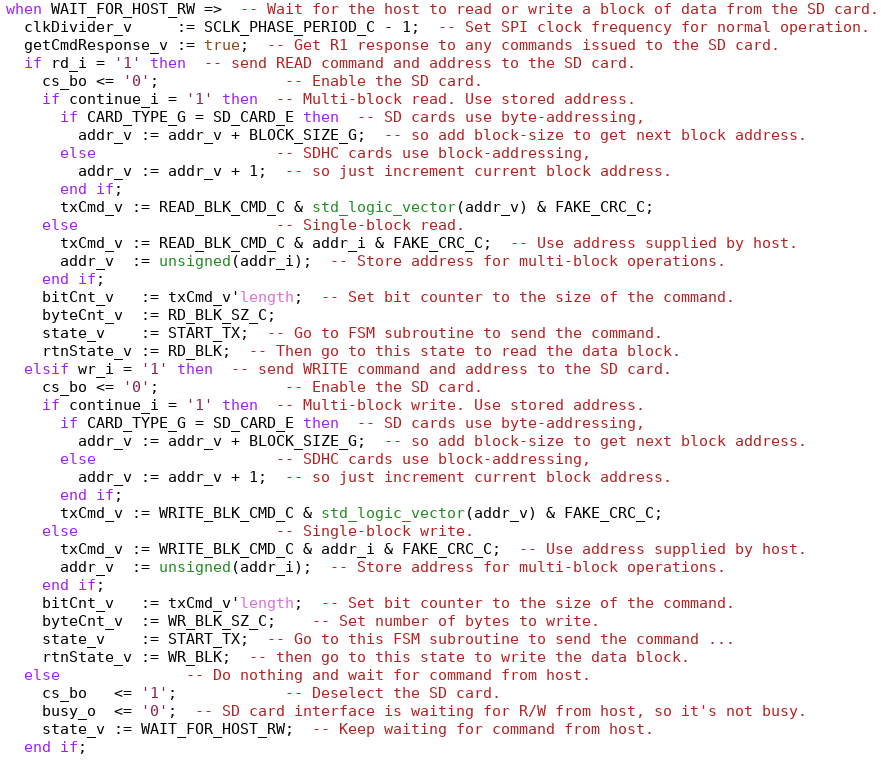 when WAIT_FOR_HOST_RW =>  -- Wait for the host to read or write a block of data from the SD card.
  clkDivider_v     := SCLK_PHASE_PERIOD_C - 1;  -- Set SPI clock frequency for normal operation.
  getCmdResponse_v := true;  -- Get R1 response to any commands issued to the SD card.
  if rd_i = '1' then  -- send READ command and address to the SD card.
    cs_bo <= '0';              -- Enable the SD card.
    if continue_i = '1' then  -- Multi-block read. Use stored address.
      if CARD_TYPE_G = SD_CARD_E then  -- SD cards use byte-addressing,
        addr_v := addr_v + BLOCK_SIZE_G;  -- so add block-size to get next block address.
      else                    -- SDHC cards use block-addressing,
        addr_v := addr_v + 1;  -- so just increment current block address.
      end if;
      txCmd_v := READ_BLK_CMD_C & std_logic_vector(addr_v) & FAKE_CRC_C;
    else                      -- Single-block read.
      txCmd_v := READ_BLK_CMD_C & addr_i & FAKE_CRC_C;  -- Use address supplied by host.
      addr_v  := unsigned(addr_i);  -- Store address for multi-block operations.
    end if;
    bitCnt_v   := txCmd_v'length;  -- Set bit counter to the size of the command.
    byteCnt_v  := RD_BLK_SZ_C;
    state_v    := START_TX;  -- Go to FSM subroutine to send the command.
    rtnState_v := RD_BLK;  -- Then go to this state to read the data block.
  elsif wr_i = '1' then  -- send WRITE command and address to the SD card.
    cs_bo <= '0';              -- Enable the SD card.
    if continue_i = '1' then  -- Multi-block write. Use stored address.
      if CARD_TYPE_G = SD_CARD_E then  -- SD cards use byte-addressing,
        addr_v := addr_v + BLOCK_SIZE_G;  -- so add block-size to get next block address.
      else                    -- SDHC cards use block-addressing,
        addr_v := addr_v + 1;  -- so just increment current block address.
      end if;
      txCmd_v := WRITE_BLK_CMD_C & std_logic_vector(addr_v) & FAKE_CRC_C;
    else                      -- Single-block write.
      txCmd_v := WRITE_BLK_CMD_C & addr_i & FAKE_CRC_C;  -- Use address supplied by host.
      addr_v  := unsigned(addr_i);  -- Store address for multi-block operations.
    end if;
    bitCnt_v   := txCmd_v'length;  -- Set bit counter to the size of the command.
    byteCnt_v  := WR_BLK_SZ_C;    -- Set number of bytes to write.
    state_v    := START_TX;  -- Go to this FSM subroutine to send the command ...
    rtnState_v := WR_BLK;  -- then go to this state to write the data block.
  else              -- Do nothing and wait for command from host.
    cs_bo   <= '1';            -- Deselect the SD card.
    busy_o  <= '0';  -- SD card interface is waiting for R/W from host, so it's not busy.
    state_v := WAIT_FOR_HOST_RW;  -- Keep waiting for command from host.
  end if;